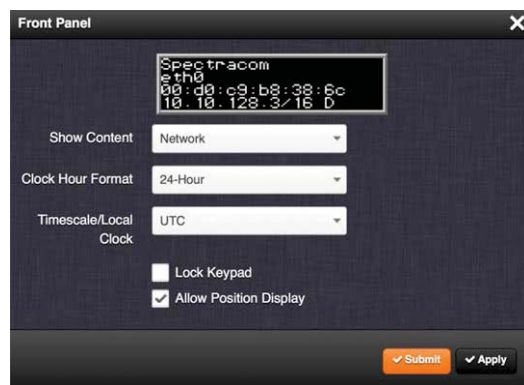 Front Panel
Spectracom
eth0
00:d0:c9:b8:38:6c
10.10.128.3/16 D
Show Content
Network
Clock Hour Format
24-Hour
Timescale/Local
Clock
UTC
Lock Keypad
Allow Position Display
Submit
Apply